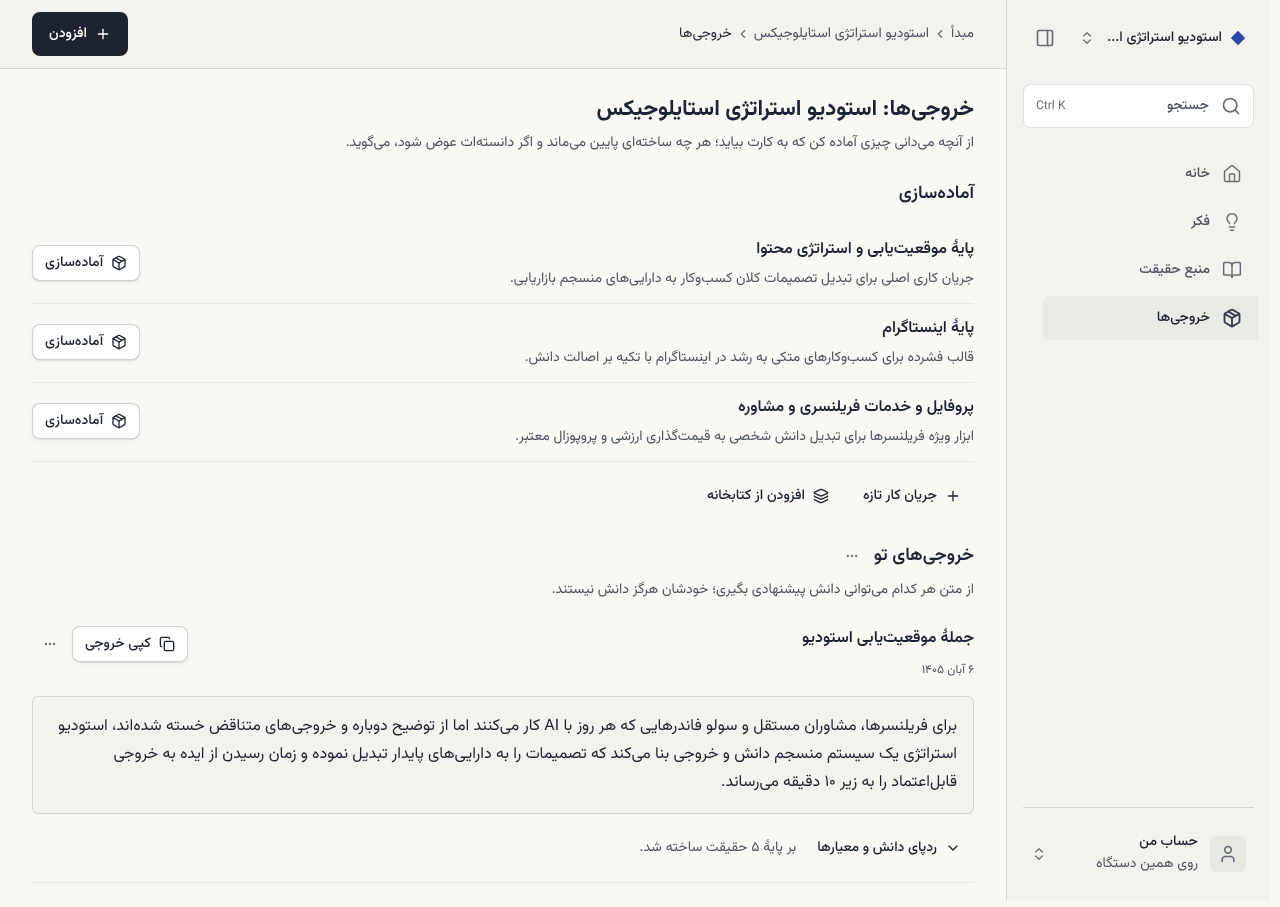 استودیو استراتژی ا...
جستجو
Ctrl K
خانه
فکر
منبع حقیقت
خروجی‌ها
حساب من
روی همین دستگاه
مبدأ › استودیو استراتژی استایلوجیکس › خروجی‌ها
افزودن
خروجی‌ها: استودیو استراتژی استایلوجیکس
از آنچه می‌دانی چیزی آماده کن که به کارت بیاید؛ هر چه ساخته‌ای پایین می‌ماند و اگر دانسته‌ات عوض شود، می‌گوید.
آماده‌سازی
پایهٔ موقعیت‌یابی و استراتژی محتوا
جریان کاری اصلی برای تبدیل تصمیمات کلان کسب‌وکار به دارایی‌های منسجم بازاریابی.
آماده‌سازی
پایهٔ اینستاگرام
قالب فشرده برای کسب‌وکارهای متکی به رشد در اینستاگرام با تکیه بر اصالت دانش.
آماده‌سازی
پروفایل و خدمات فریلنسری و مشاوره
ابزار ویژه فریلنسرها برای تبدیل دانش شخصی به قیمت‌گذاری ارزشی و پروپوزال معتبر.
آماده‌سازی
جریان کار تازه
افزودن از کتابخانه
خروجی‌های تو
از متن هر کدام می‌توانی دانش پیشنهادی بگیری؛ خودشان هرگز دانش نیستند.
جملهٔ موقعیت‌یابی استودیو
۶ آبان ۱۴۰۵
کپی خروجی
برای فریلنسرها، مشاوران مستقل و سولو فاندرهایی که هر روز با AI کار می‌کنند اما از توضیح دوباره و خروجی‌های متناقض خسته شده‌اند، استودیو
استراتژی یک سیستم منسجم دانش و خروجی بنا می‌کند که تصمیمات را به دارایی‌های پایدار تبدیل نموده و زمان رسیدن از ایده به خروجی
قابل‌اعتماد را به زیر ۱۰ دقیقه می‌رساند.
ردپای دانش و معیارها
بر پایهٔ ۵ حقیقت ساخته شد.